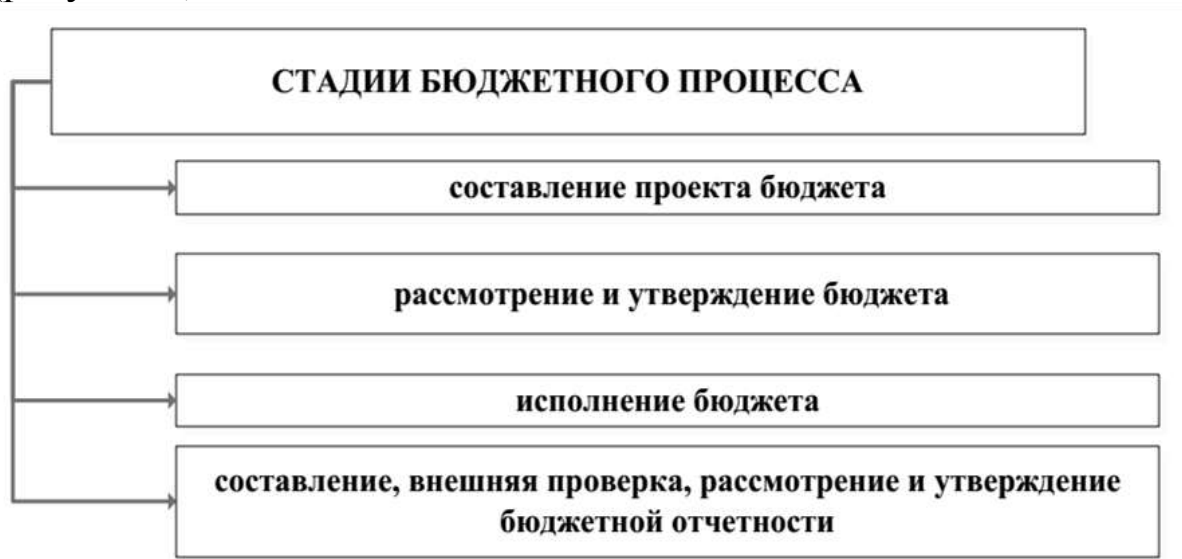 СТАДИИ БЮДЖЕТНОГО ПРОЦЕССА
составление проекта бюджета
рассмотрение и утверждение бюджета
исполнение бюджета
составление, внешняя проверка, рассмотрение и утверждение
бюджетной отчетности